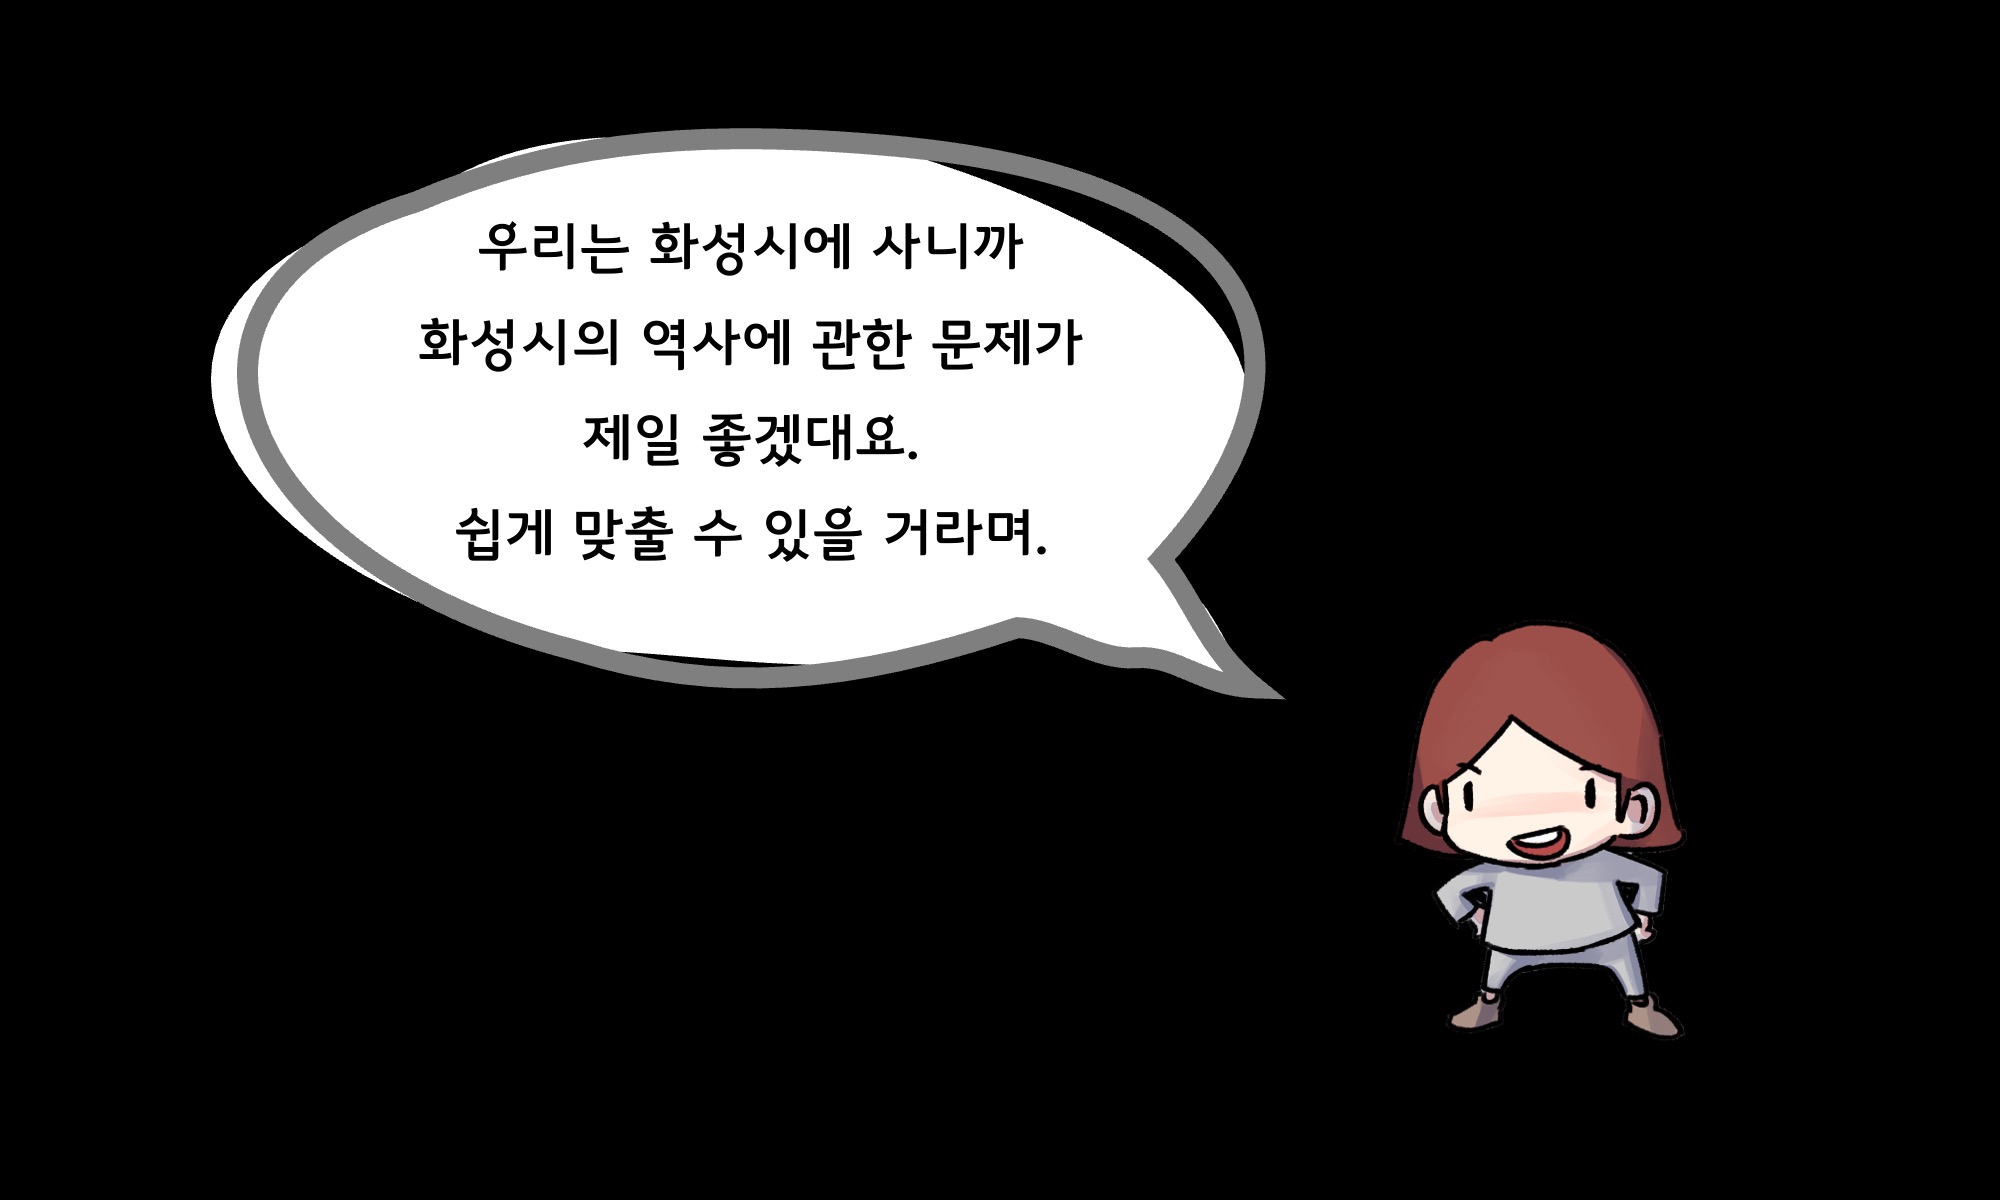 우리는 화성시에 사니까
화성시의 역사에 관한 문제가
제일 좋겠대요.
쉽게 맞출 수 있을 거라며.